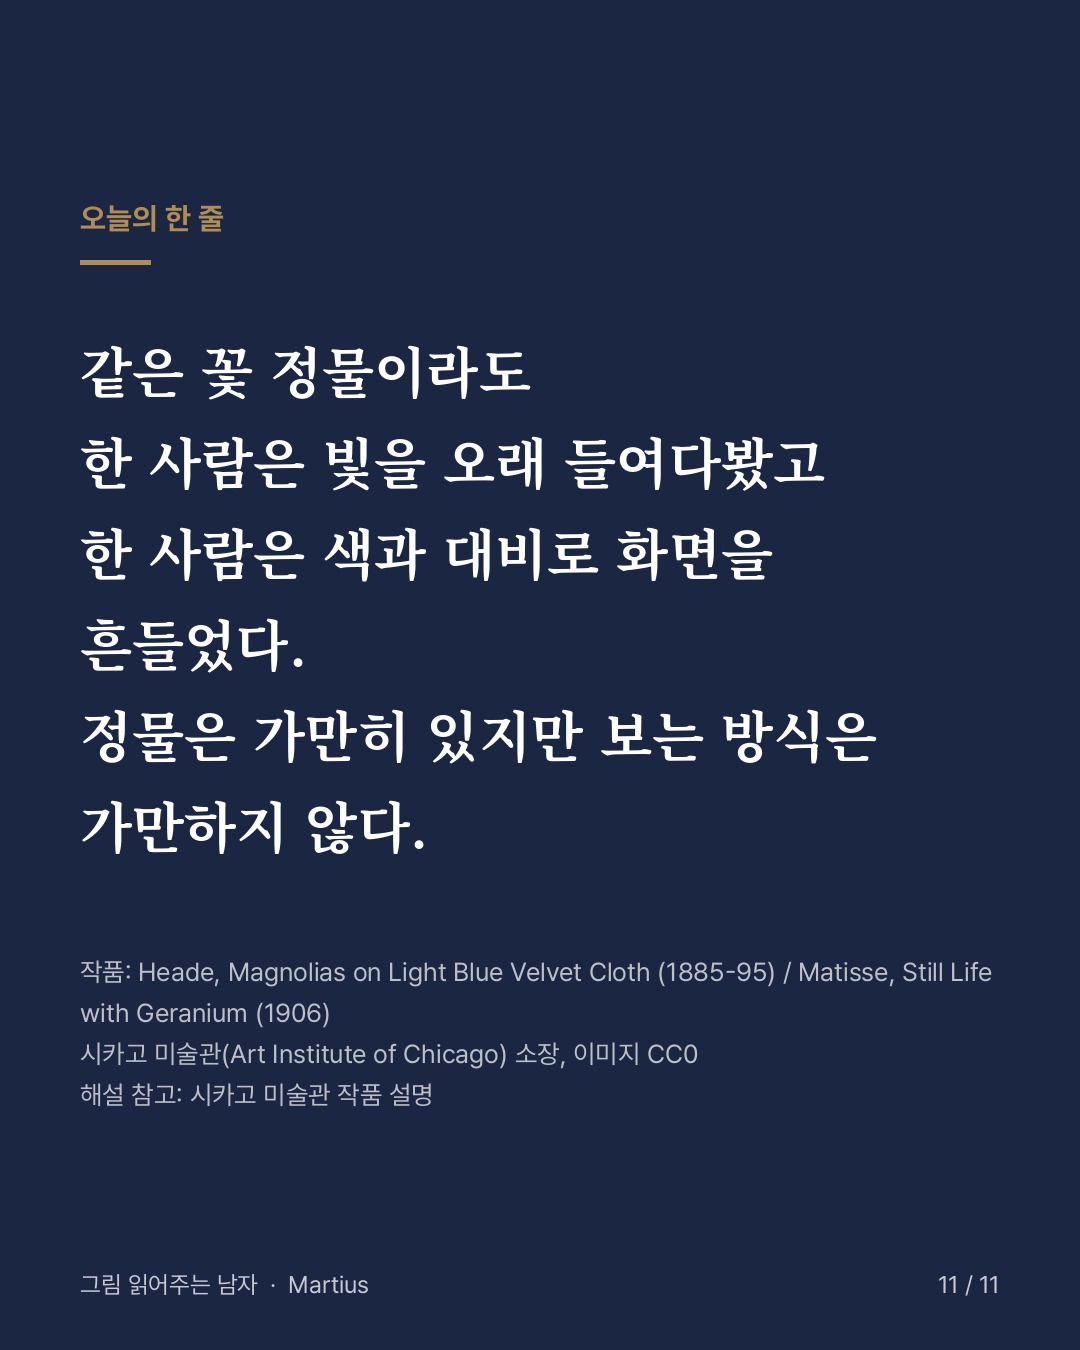 오늘의 한 줄
같은 꽃 정물이라도
한 사람은 빛을 오래 들여다봤고
한 사람은 색과 대비로 화면을
흔들었다.
정물은 가만히 있지만 보는 방식은
가만하지 않다.
작품: Heade, Magnolias on Light Blue Velvet Cloth (1885-95) / Matisse, Still Life
with Geranium (1906)
시카고 미술관(Art Institute of Chicago) 소장, 이미지 CC0
해설 참고: 시카고 미술관 작품 설명
그림 읽어주는 남자 · Martius
11 / 11